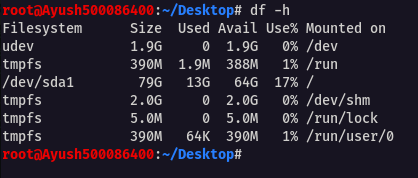 root@Ayush500086400:~/Desktop# df -h
Filesystem      Size  Used Avail Use% Mounted on
udev            1.9G     0  1.9G   0% /dev
tmpfs           390M  1.9M  388M   1% /run
/dev/sda1        79G   13G   64G  17% /
tmpfs           2.0G     0  2.0G   0% /dev/shm
tmpfs           5.0M     0  5.0M   0% /run/lock
tmpfs           390M   64K  390M   1% /run/user/0
root@Ayush500086400:~/Desktop#